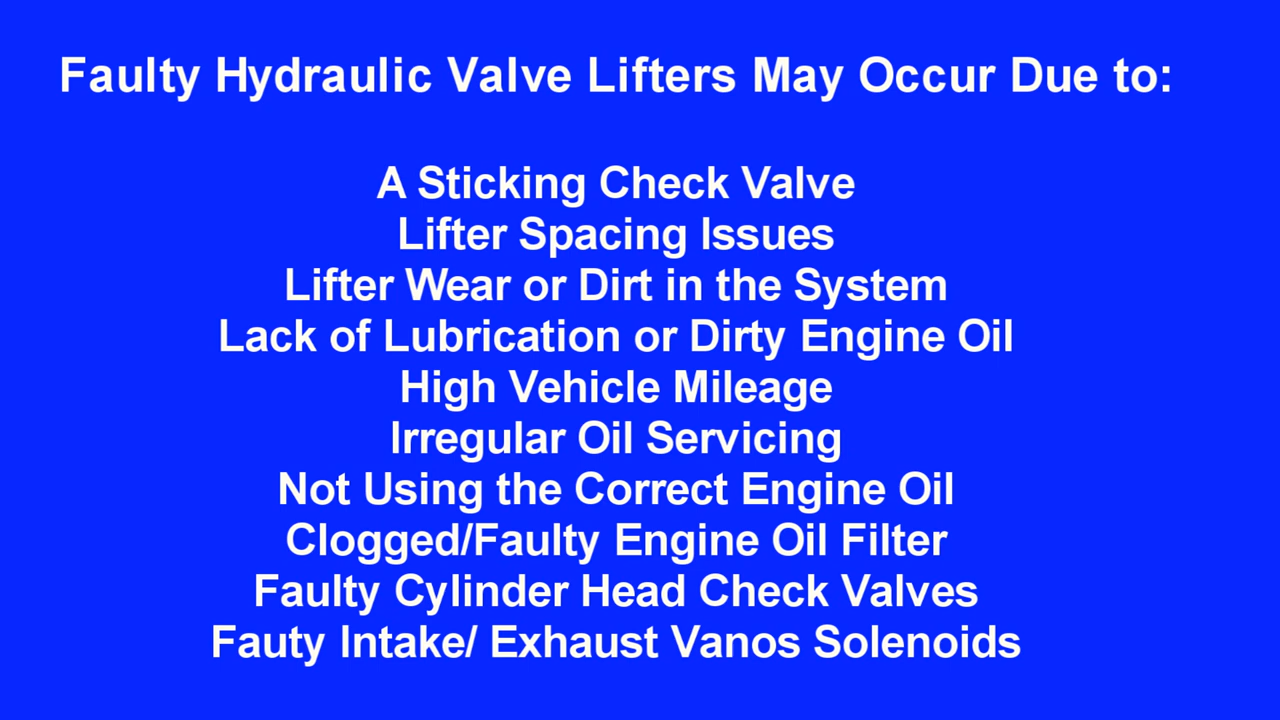 Faulty Hydraulic Valve Lifters May Occur Due to:
A Sticking Check Valve
Lifter Spacing Issues
Lifter Wear or Dirt in the System
Lack of Lubrication or Dirty Engine Oil
High Vehicle Mileage
Irregular Oil Servicing
Not Using the Correct Engine Oil
Clogged/Faulty Engine Oil Filter
Faulty Cylinder Head Check Valves
Fauty Intake/ Exhaust Vanos Solenoids